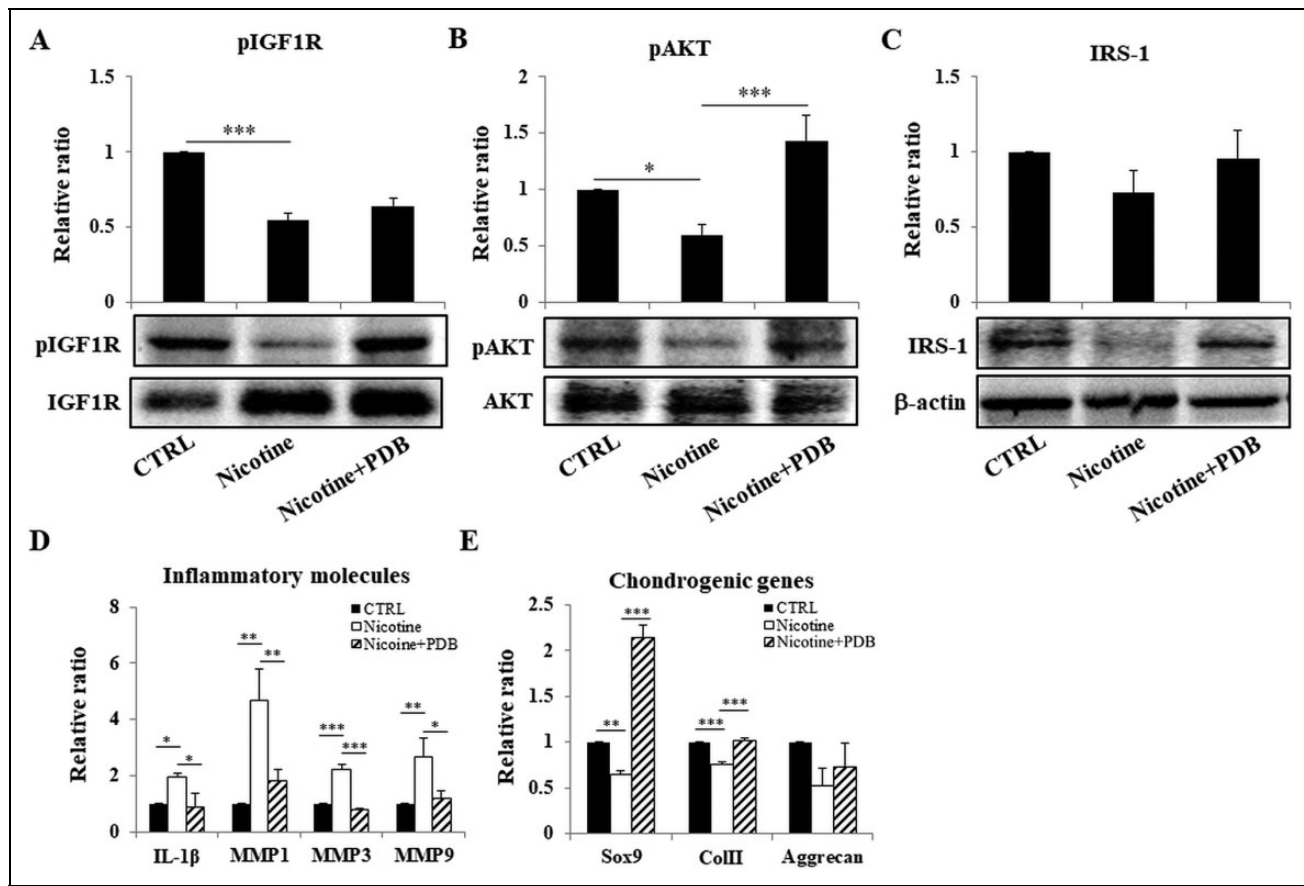 A
pIGF1R
1.5
1
0.5
0
Relative ratio
***
pIGF1R
IGF1R
CTRL
Nicotine
Nicotine+PDB
B
pAKT
2
1.5
1
0.5
0
Relative ratio
*
***
pAKT
AKT
CTRL
Nicotine
Nicotine+PDB
C
IRS-1
1.5
1
0.5
0
Relative ratio
IRS-1
β-actin
CTRL
Nicotine
Nicotine+PDB
D
Inflammatory molecules
CTRL
Nicotine
Nicoine+PDB
8
6
4
2
0
Relative ratio
* *
** **
*** ***
** *
IL-1β MMP1 MMP3 MMP9
E
Chondrogenic genes
CTRL
Nicotine
Nicotine+PDB
2.5
2
1.5
1
0.5
0
Relative ratio
** ***
*** ***
Sox9 ColII Aggrecan